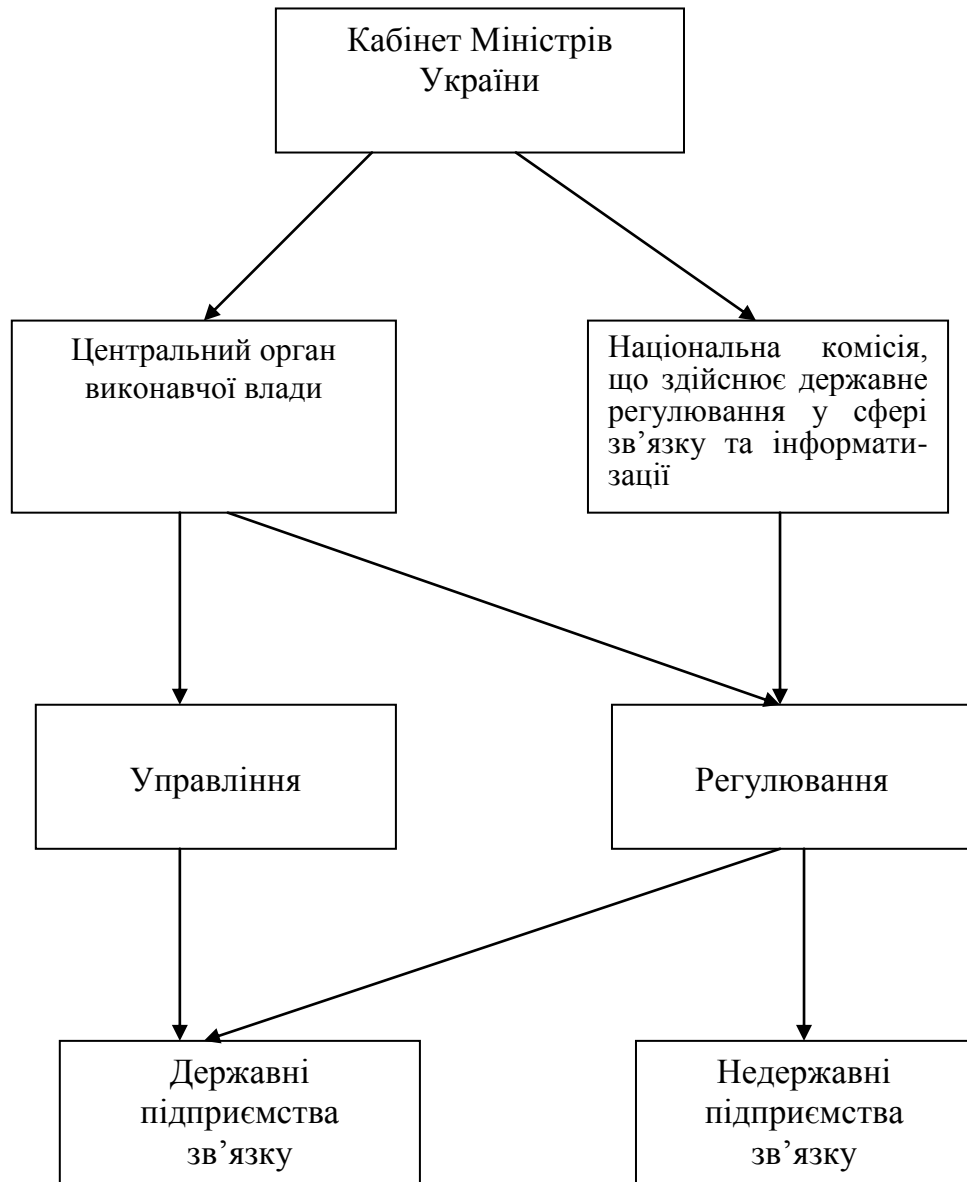 Кабінет Міністрів
України
Центральний орган
виконавчої влади
Національна комісія,
що здійснює державне
регулювання у сфері
зв’язку та інформати-
зації
Управління
Регулювання
Державні
підприємства
зв’язку
Недержавні
підприємства
зв’язку